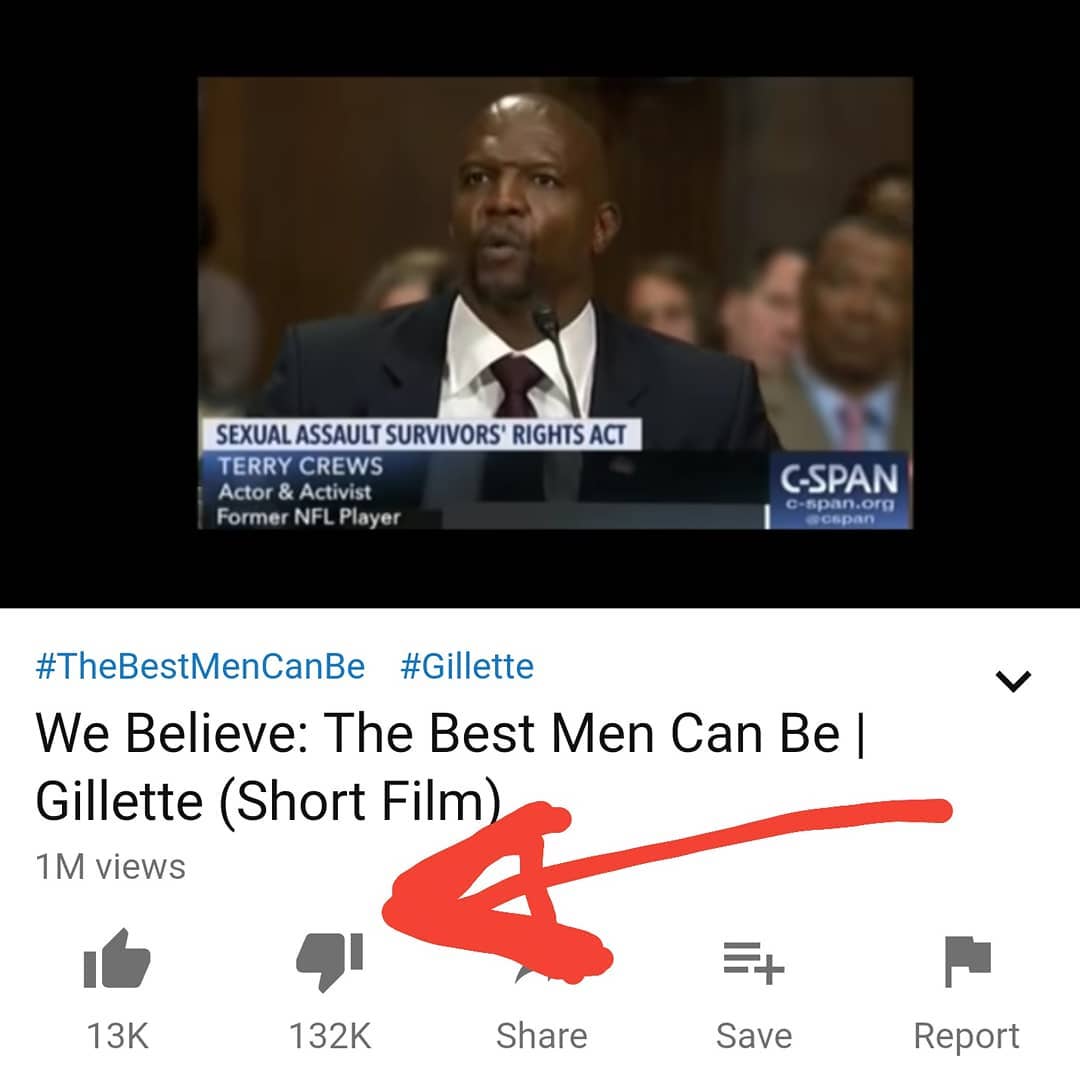 SEXUAL ASSAULT SURVIVORS' RIGHTS ACT
TERRY CREWS
Actor & Activist
Former NFL Player
C-SPAN
c-span.org
@cspan
#TheBestMenCanBe #Gillette
We Believe: The Best Men Can Be |
Gillette (Short Film)
1M views
13K 132K Share Save Report